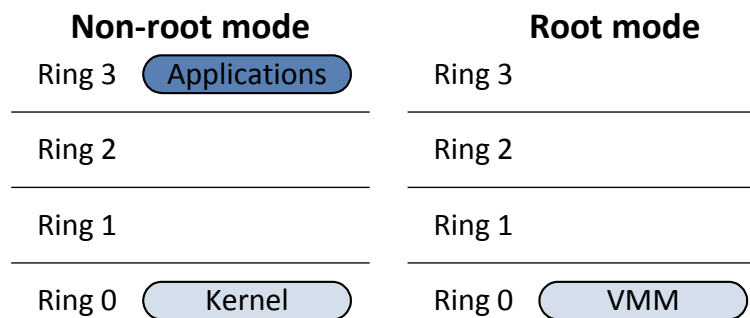 Non-root mode
Root mode
Ring 3 Applications
Ring 3
Ring 2
Ring 2
Ring 1
Ring 1
Ring 0 Kernel
Ring 0 VMM